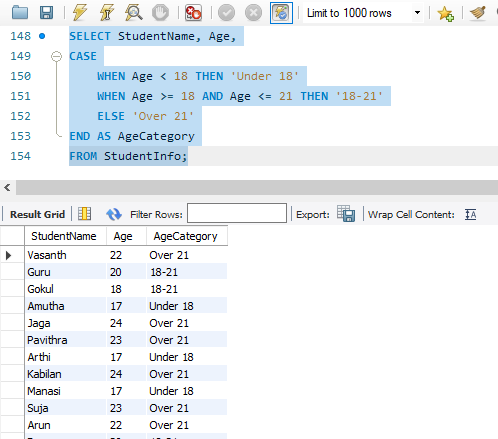 Limit to 1000 rows
148 SELECT StudentName, Age,
149 CASE
150 WHEN Age < 18 THEN 'Under 18'
151 WHEN Age >= 18 AND Age <= 21 THEN '18-21'
152 ELSE 'Over 21'
153 END AS AgeCategory
154 FROM StudentInfo;
Result Grid Filter Rows: Export: Wrap Cell Content:
StudentName Age AgeCategory
Vasanth 22 Over 21
Guru 20 18-21
Gokul 18 18-21
Amutha 17 Under 18
Jaga 24 Over 21
Pavithra 23 Over 21
Arthi 17 Under 18
Kabilan 24 Over 21
Manasi 17 Under 18
Suja 23 Over 21
Arun 22 Over 21